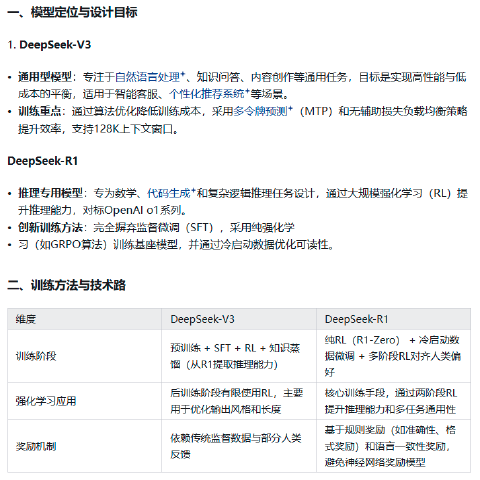 一、模型定位与设计目标
1. DeepSeek-V3
• 通用型模型：专注于自然语言处理+、知识问答、内容创作等通用任务，目标是实现高性能与低
成本的平衡，适用于智能客服、个性化推荐系统+等场景。
• 训练重点：通过算法优化降低训练成本，采用多令牌预测+（MTP）和无辅助损失负载均衡策略
提升效率，支持128K上下文窗口。
DeepSeek-R1
• 推理专用模型：专为数学、代码生成+和复杂逻辑推理任务设计，通过大规模强化学习（RL）提
升推理能力，对标OpenAI o1系列。
• 创新训练方法：完全摒弃监督微调（SFT），采用纯强化学
• 习（如GRPO算法）训练基座模型，并通过冷启动数据优化可读性。
二、训练方法与技术路
维度 DeepSeek-V3 DeepSeek-R1
训练阶段
预训练 + SFT + RL + 知识蒸
馏（从R1提取推理能力）
纯RL（R1-Zero） + 冷启动数
据微调 + 多阶段RL对齐人类偏
好
强化学习应用
后训练阶段有限使用RL，主要
用于优化输出风格和长度
核心训练手段，通过两阶段RL
提升推理能力和多任务通用性
奖励机制
依赖传统监督数据与部分人类
反馈
基于规则奖励（如准确性、格
式奖励）和语言一致性奖励，
避免神经网络奖励模型